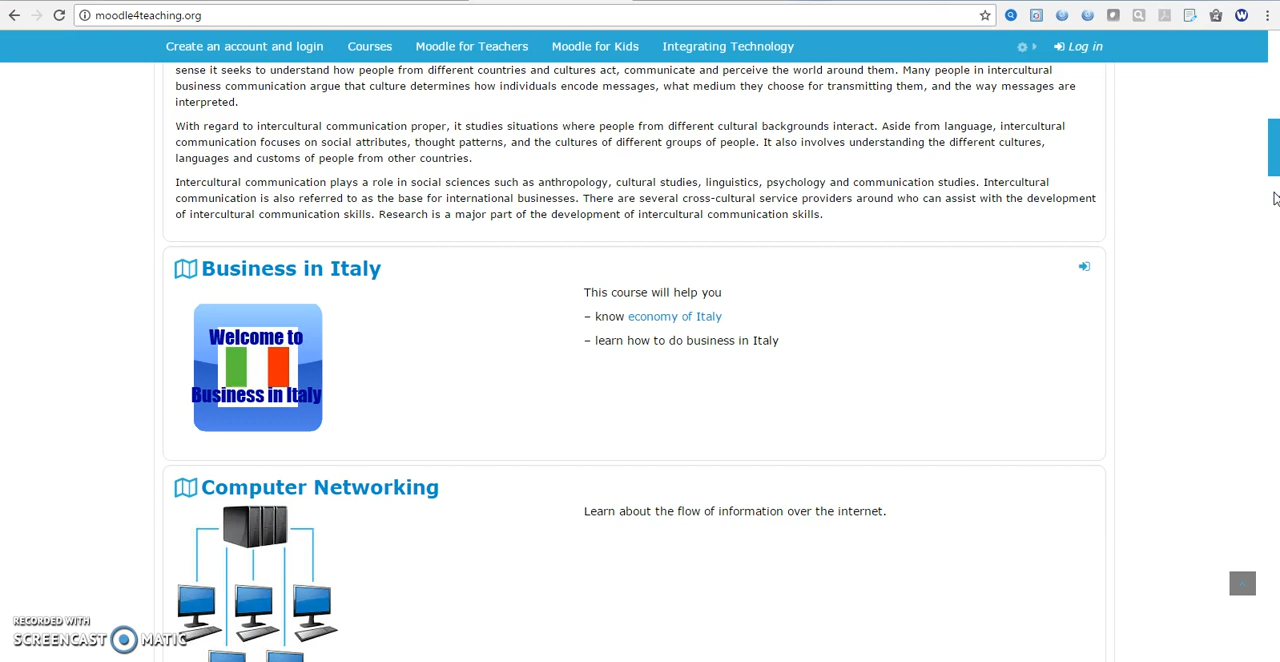 moodle4teaching.org
Create an account and login Courses Moodle for Teachers Moodle for Kids Integrating Technology Log in
sense it seeks to understand how people from different countries and cultures act, communicate and perceive the world around them. Many people in intercultural
business communication argue that culture determines how individuals encode messages, what medium they choose for transmitting them, and the way messages are
interpreted.
With regard to intercultural communication proper, it studies situations where people from different cultural backgrounds interact. Aside from language, intercultural
communication focuses on social attributes, thought patterns, and the cultures of different groups of people. It also involves understanding the different cultures,
languages and customs of people from other countries.
Intercultural communication plays a role in social sciences such as anthropology, cultural studies, linguistics, psychology and communication studies. Intercultural
communication is also referred to as the base for international businesses. There are several cross-cultural service providers around who can assist with the development
of intercultural communication skills. Research is a major part of the development of intercultural communication skills.
Business in Italy
Welcome to
Business in Italy
This course will help you
– know economy of Italy
– learn how to do business in Italy
Computer Networking
Learn about the flow of information over the internet.
RECORDED WITH
SCREENCAST MATIC